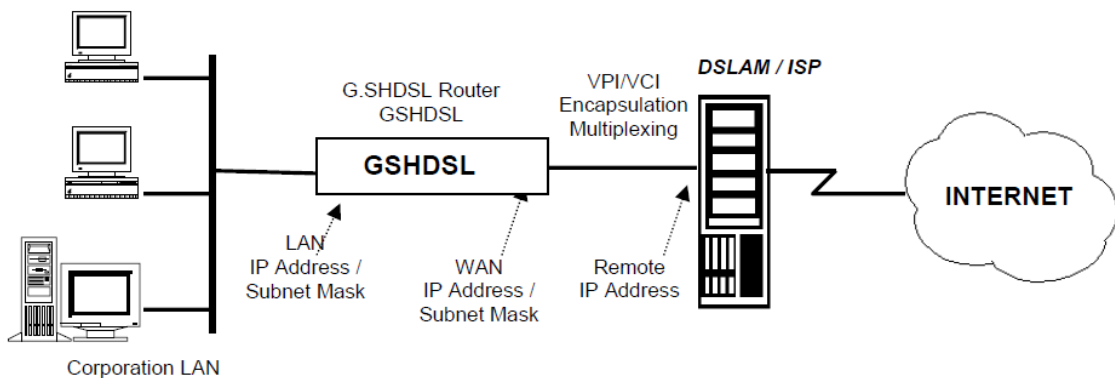 G.SHDSL Router
GSHDSL
GSHDSL
LAN
IP Address /
Subnet Mask
WAN
IP Address /
Subnet Mask
VPI/VCI
Encapsulation
Multiplexing
Remote
IP Address
DSLAM / ISP
INTERNET
Corporation LAN